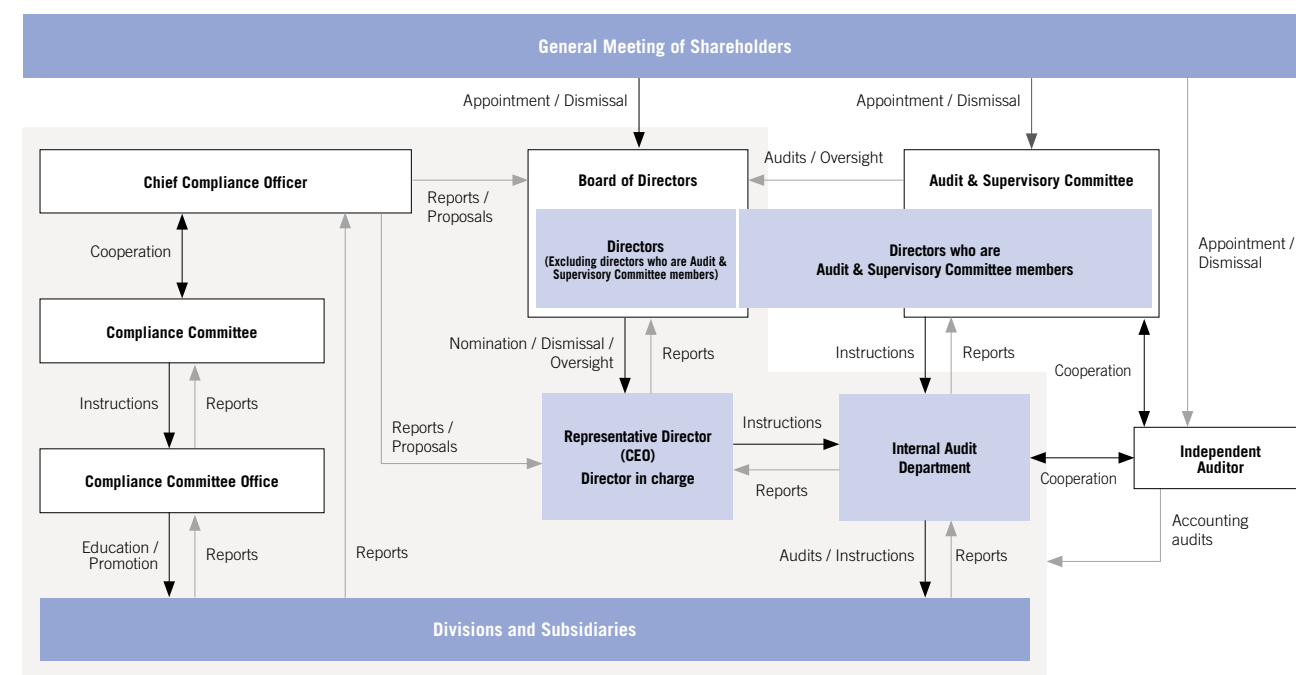 General Meeting of Shareholders
Appointment / Dismissal
Appointment / Dismissal
Appointment /
Dismissal
Chief Compliance Officer
Reports /
Proposals
Board of Directors
Audits / Oversight
Audit & Supervisory Committee
Directors
(Excluding directors who are Audit &
Supervisory Committee members)
Directors who are
Audit & Supervisory Committee members
Cooperation
Compliance Committee
Nomination / Dismissal /
Oversight
Reports
Instructions
Reports
Cooperation
Instructions
Reports
Reports /
Proposals
Representative Director
(CEO)
Director in charge
Instructions
Reports
Internal Audit
Department
Cooperation
Independent
Auditor
Compliance Committee Office
Education /
Promotion
Reports
Reports
Audits / Instructions
Reports
Accounting
audits
Divisions and Subsidiaries